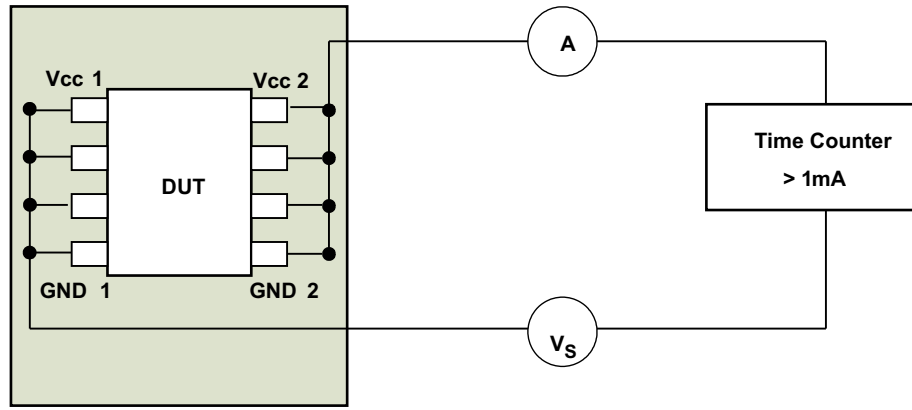 Vcc 1
Vcc 2
DUT
GND 1
GND 2
A
Time Counter
> 1mA
VS